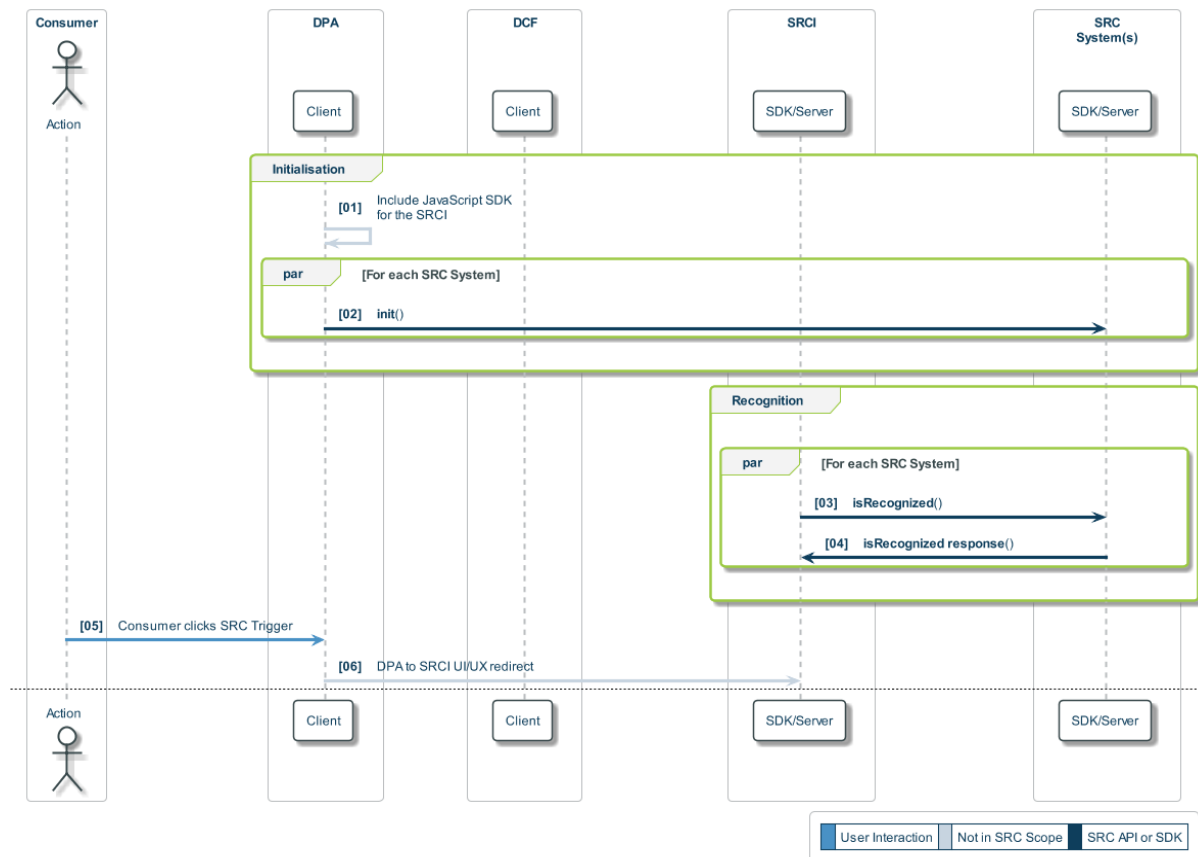 Consumer
DPA
DCF
SRCI
SRC
System(s)
Action
Client
Client
SDK/Server
SDK/Server
Initialisation
[01] Include JavaScript SDK
for the SRCI
par [For each SRC System]
[02] init()
Recognition
par [For each SRC System]
[03] isRecognized()
[04] isRecognized response()
[05] Consumer clicks SRC Trigger
[06] DPA to SRCI UI/UX redirect
Action
Client
Client
SDK/Server
SDK/Server
User Interaction Not in SRC Scope SRC API or SDK